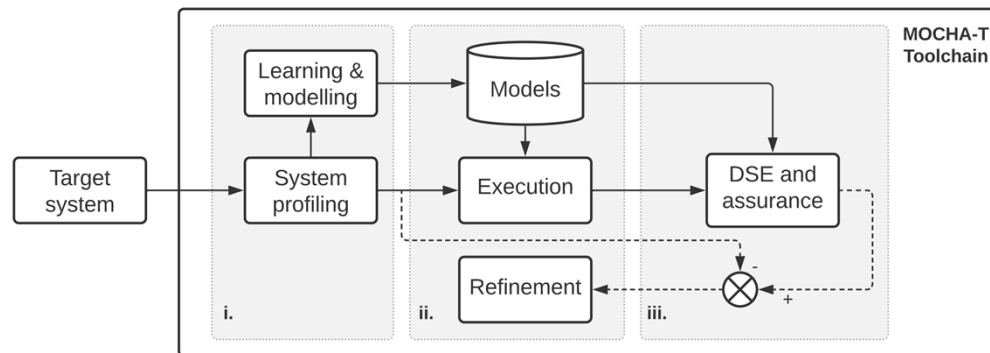 MOCHA-T
Toolchain
Learning &
modelling
Models
Target
system
System
profiling
Execution
DSE and
assurance
Refinement
-
+
i.
ii.
iii.